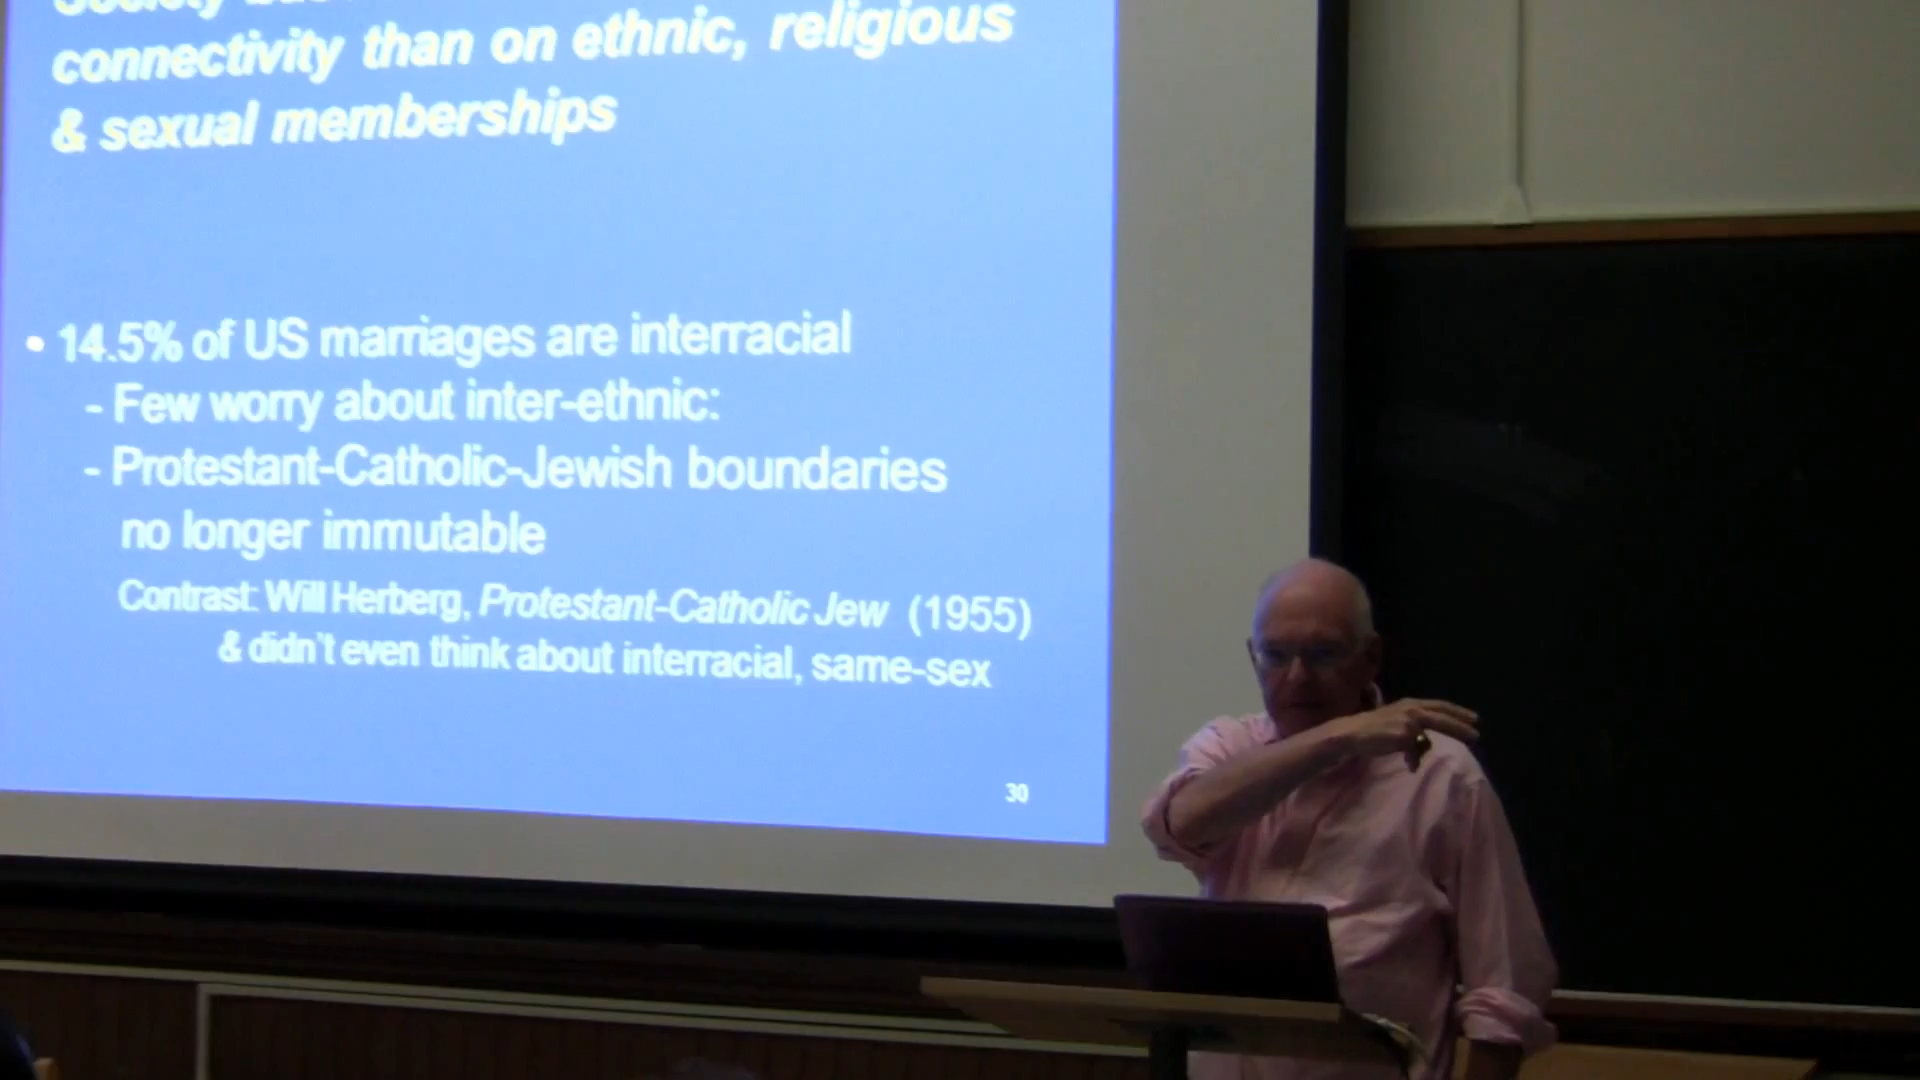 Society
connectivity than on ethnic, religious
& sexual memberships
• 14.5% of US marriages are interracial
- Few worry about inter-ethnic:
- Protestant-Catholic-Jewish boundaries
no longer immutable
Contrast: Will Herberg, Protestant-Catholic Jew (1955)
& didn't even think about interracial, same-sex
30